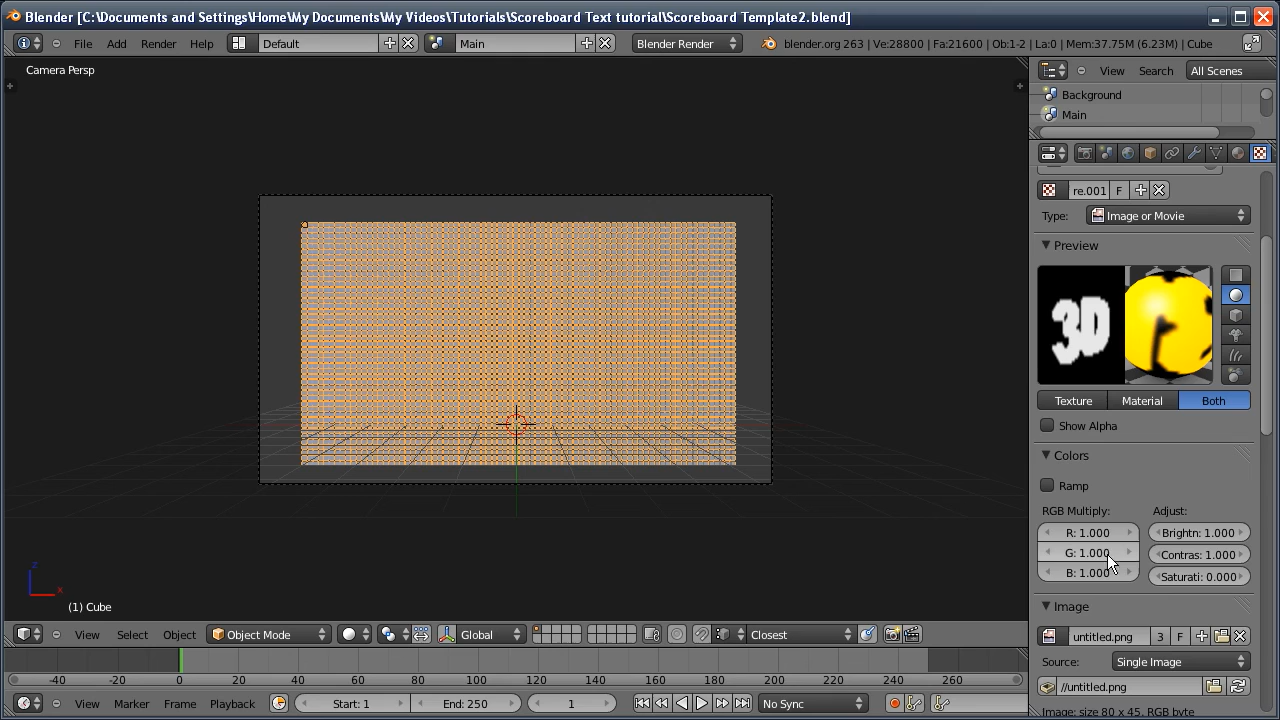 Blender [C:\Documents and Settings\Home\My Documents\My Videos\Tutorials\Scoreboard Text tutorial\Scoreboard Template2.blend]
File Add Render Help Default Main Blender Render blender.org 263 | Ve:28800 | Fa:21600 | Ob:1-2 | La:0 | Mem:37.75M (6.23M) | Cube
Camera Persp
View Search All Scenes
Background
Main
re.001 F
Type: Image or Movie
Preview
3D
Texture Material Both
Show Alpha
Colors
Ramp
RGB Multiply: Adjust:
R: 1.000 Brightn: 1.000
G: 1.000 Contras: 1.000
B: 1.000 Saturati: 0.000
Image
untitled.png 3 F
Source: Single Image
//untitled.png
Image: size 80 x 45, RGB byte
z
x
(1) Cube
View Select Object Object Mode Global Closest
-40 -20 0 20 40 60 80 100 120 140 160 180 200 220 240 260
View Marker Frame Playback Start: 1 End: 250 1 No Sync